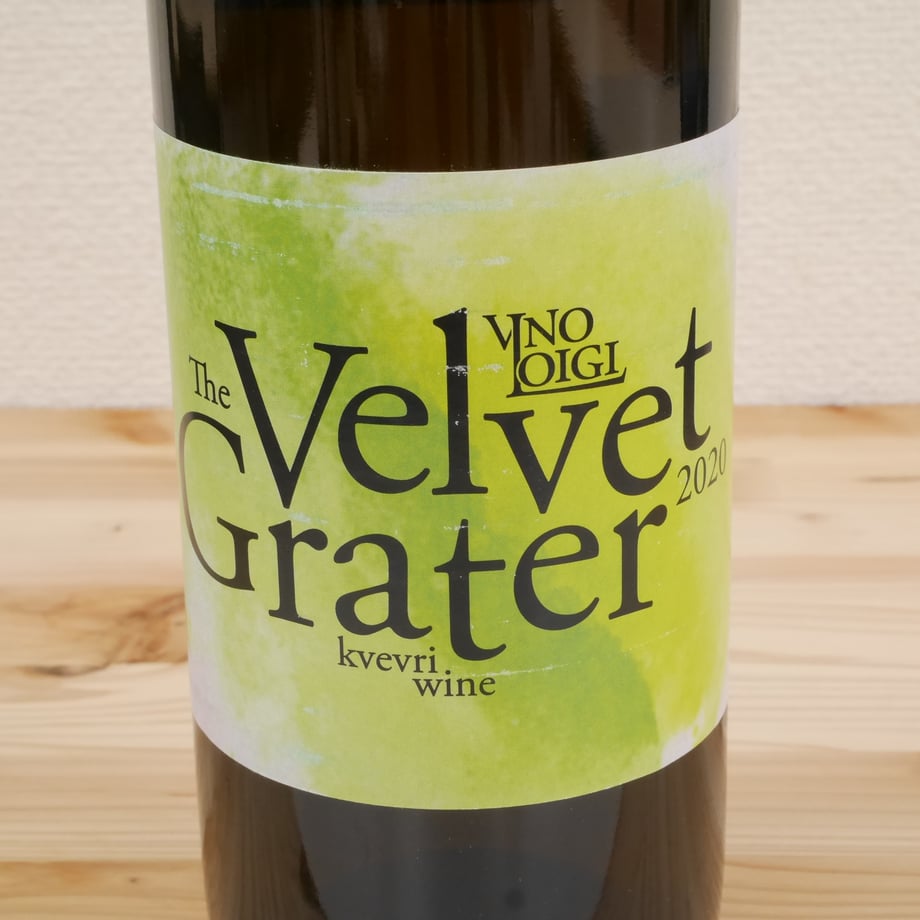 The
Velvet
VINO
LOIGI
Grater
2020
kvevri
wine